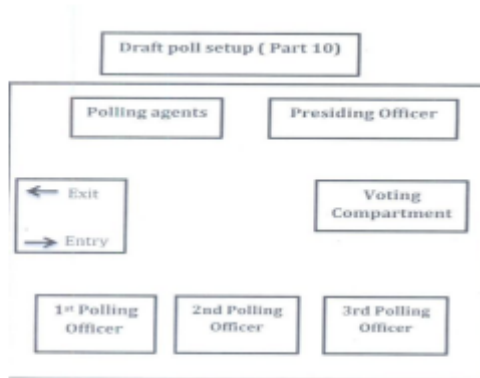 Draft poll setup ( Part 10)
Polling agents
Presiding Officer
← Exit
→ Entry
Voting
Compartment
1st Polling
Officer
2nd Polling
Officer
3rd Polling
Officer